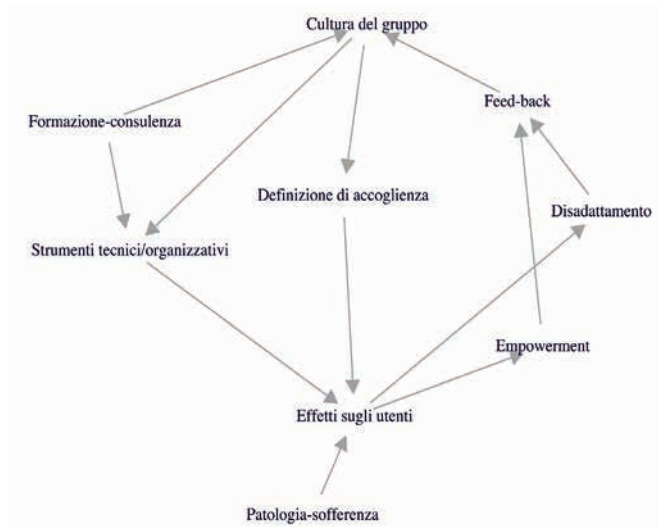 Cultura del gruppo
Feed-back
Formazione-consulenza
Definizione di accoglienza
Disadattamento
Strumenti tecnici/organizzativi
Empowerment
Effetti sugli utenti
Patologia-sofferenza